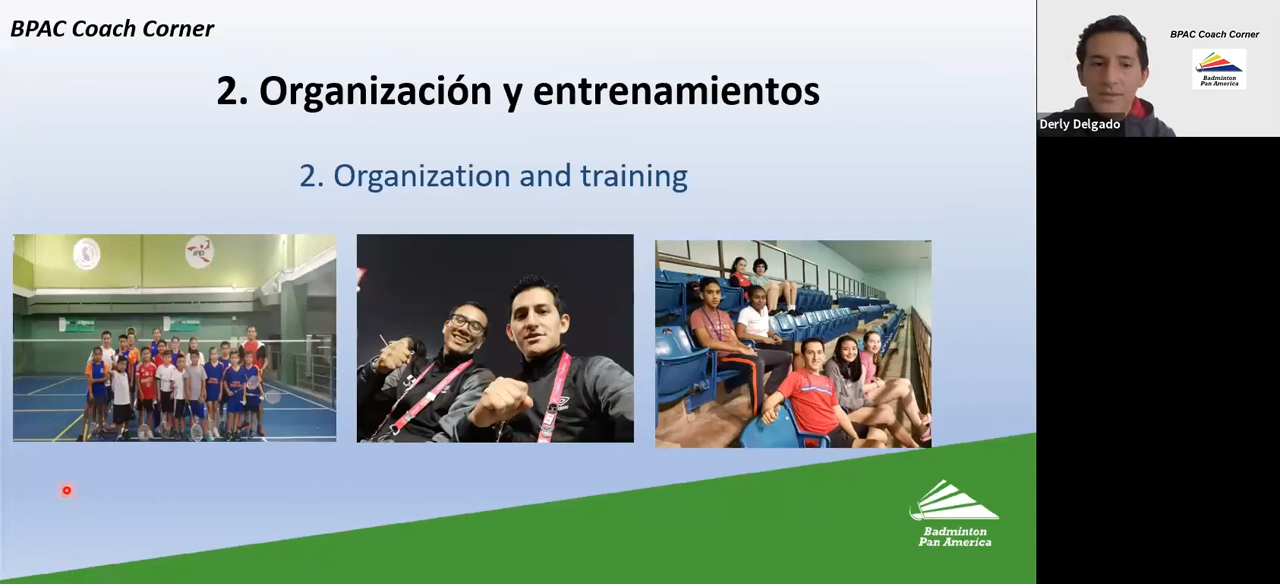 BPAC Coach Corner
2. Organización y entrenamientos
2. Organization and training
Badminton
Pan America
BPAC Coach Corner
Badminton
Pan America
Derly Delgado